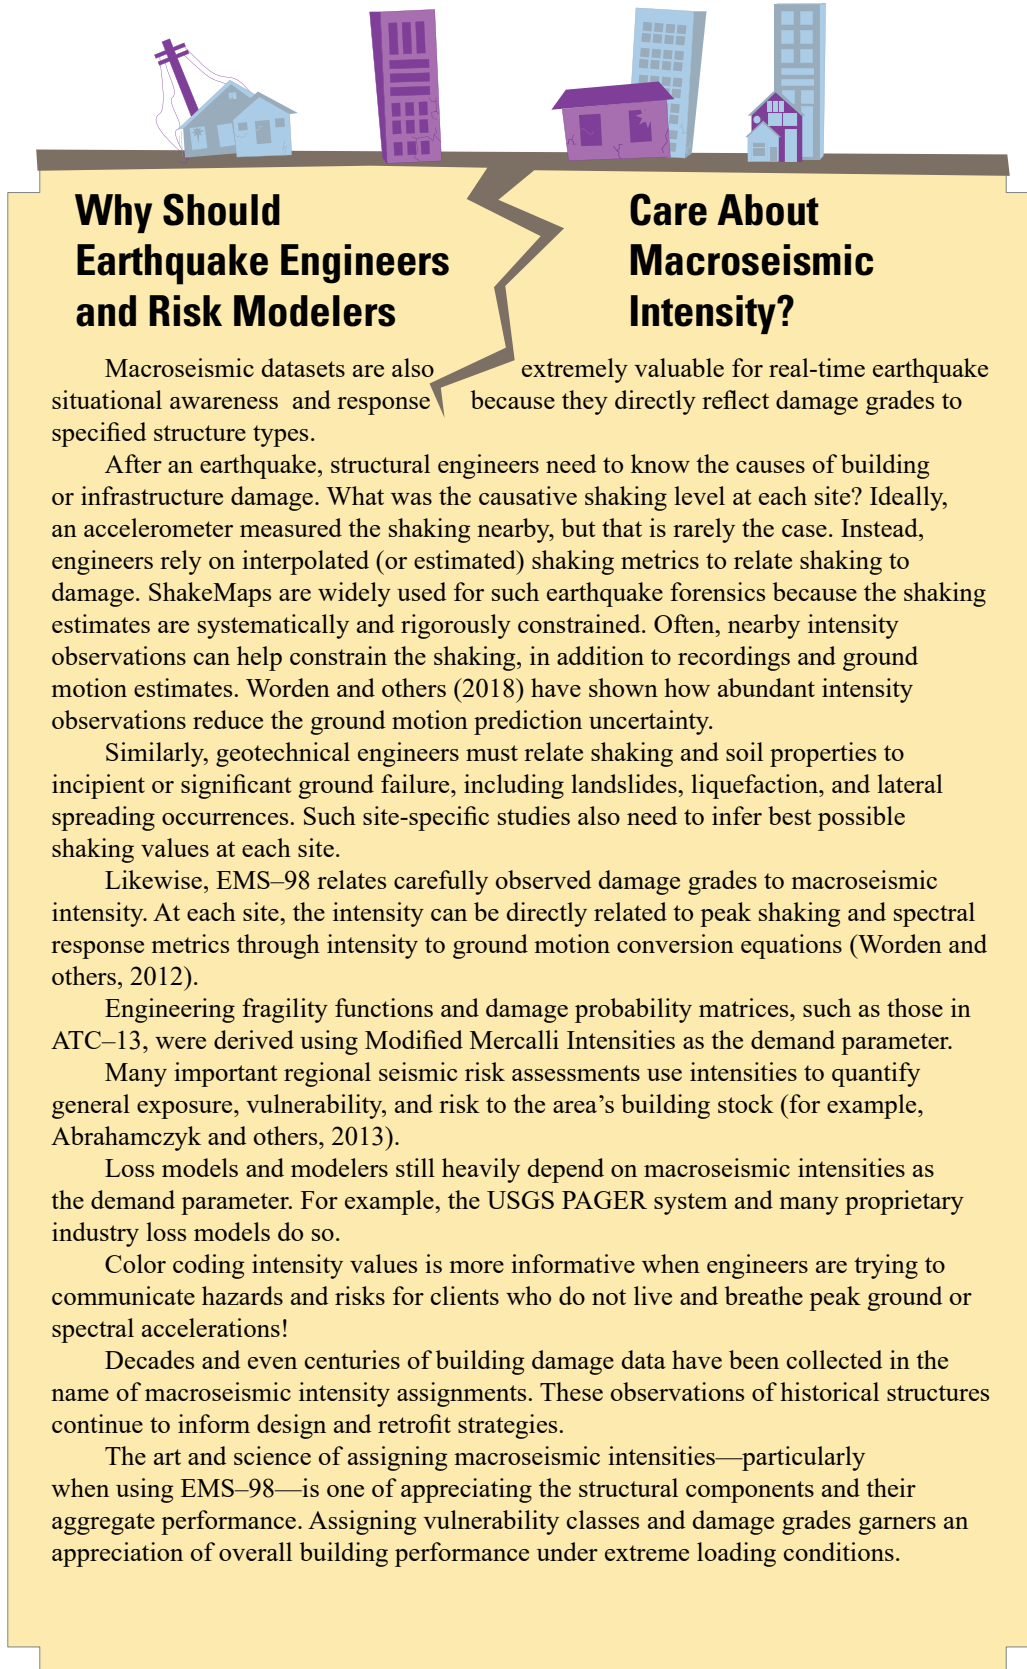 Why Should
Earthquake Engineers
and Risk Modelers
Care About
Macroseismic
Intensity?
Macroseismic datasets are also extremely valuable for real-time earthquake
situational awareness and response because they directly reflect damage grades to
specified structure types.
After an earthquake, structural engineers need to know the causes of building
or infrastructure damage. What was the causative shaking level at each site? Ideally,
an accelerometer measured the shaking nearby, but that is rarely the case. Instead,
engineers rely on interpolated (or estimated) shaking metrics to relate shaking to
damage. ShakeMaps are widely used for such earthquake forensics because the shaking
estimates are systematically and rigorously constrained. Often, nearby intensity
observations can help constrain the shaking, in addition to recordings and ground
motion estimates. Worden and others (2018) have shown how abundant intensity
observations reduce the ground motion prediction uncertainty.
Similarly, geotechnical engineers must relate shaking and soil properties to
incipient or significant ground failure, including landslides, liquefaction, and lateral
spreading occurrences. Such site-specific studies also need to infer best possible
shaking values at each site.
Likewise, EMS–98 relates carefully observed damage grades to macroseismic
intensity. At each site, the intensity can be directly related to peak shaking and spectral
response metrics through intensity to ground motion conversion equations (Worden and
others, 2012).
Engineering fragility functions and damage probability matrices, such as those in
ATC–13, were derived using Modified Mercalli Intensities as the demand parameter.
Many important regional seismic risk assessments use intensities to quantify
general exposure, vulnerability, and risk to the area’s building stock (for example,
Abrahamczyk and others, 2013).
Loss models and modelers still heavily depend on macroseismic intensities as
the demand parameter. For example, the USGS PAGER system and many proprietary
industry loss models do so.
Color coding intensity values is more informative when engineers are trying to
communicate hazards and risks for clients who do not live and breathe peak ground or
spectral accelerations!
Decades and even centuries of building damage data have been collected in the
name of macroseismic intensity assignments. These observations of historical structures
continue to inform design and retrofit strategies.
The art and science of assigning macroseismic intensities—particularly
when using EMS–98—is one of appreciating the structural components and their
aggregate performance. Assigning vulnerability classes and damage grades garners an
appreciation of overall building performance under extreme loading conditions.